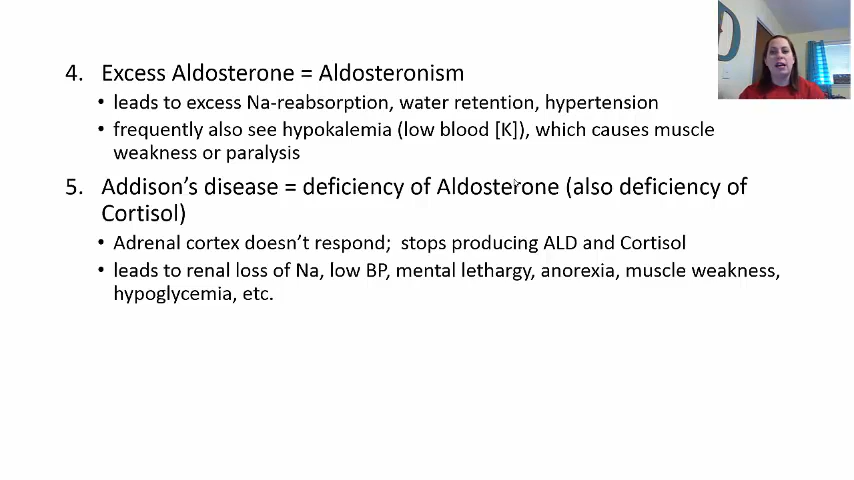 4. Excess Aldosterone = Aldosteronism
• leads to excess Na-reabsorption, water retention, hypertension
• frequently also see hypokalemia (low blood [K]), which causes muscle
weakness or paralysis
5. Addison’s disease = deficiency of Aldosterone (also deficiency of
Cortisol)
• Adrenal cortex doesn’t respond;  stops producing ALD and Cortisol
• leads to renal loss of Na, low BP, mental lethargy, anorexia, muscle weakness,
hypoglycemia, etc.